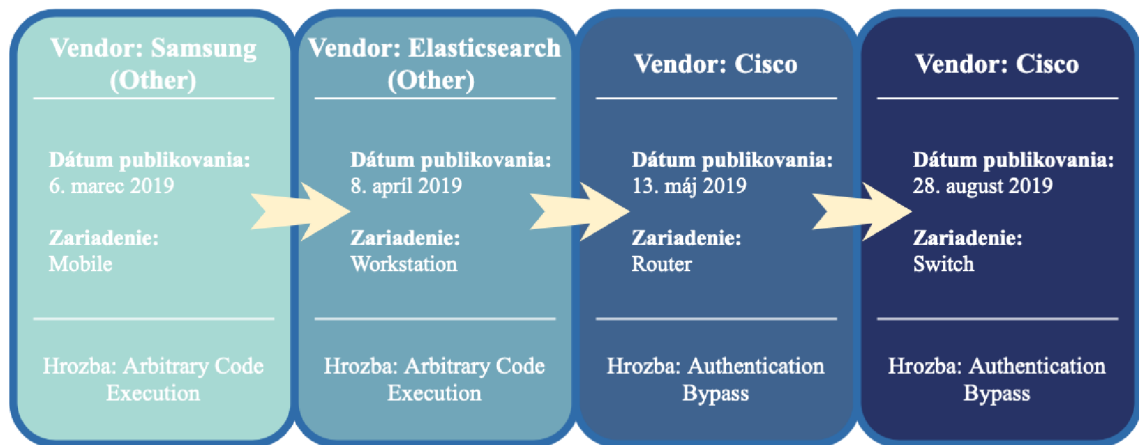 Vendor: Samsung
(Other)
Dátum publikovania:
6. marec 2019
Zariadenie:
Mobile
Hrozba: Arbitrary Code
Execution
Vendor: Elasticsearch
(Other)
Dátum publikovania:
8. apríl 2019
Zariadenie:
Workstation
Hrozba: Arbitrary Code
Execution
Vendor: Cisco
Dátum publikovania:
13. máj 2019
Zariadenie:
Router
Hrozba: Authentication
Bypass
Vendor: Cisco
Dátum publikovania:
28. august 2019
Zariadenie:
Switch
Hrozba: Authentication
Bypass